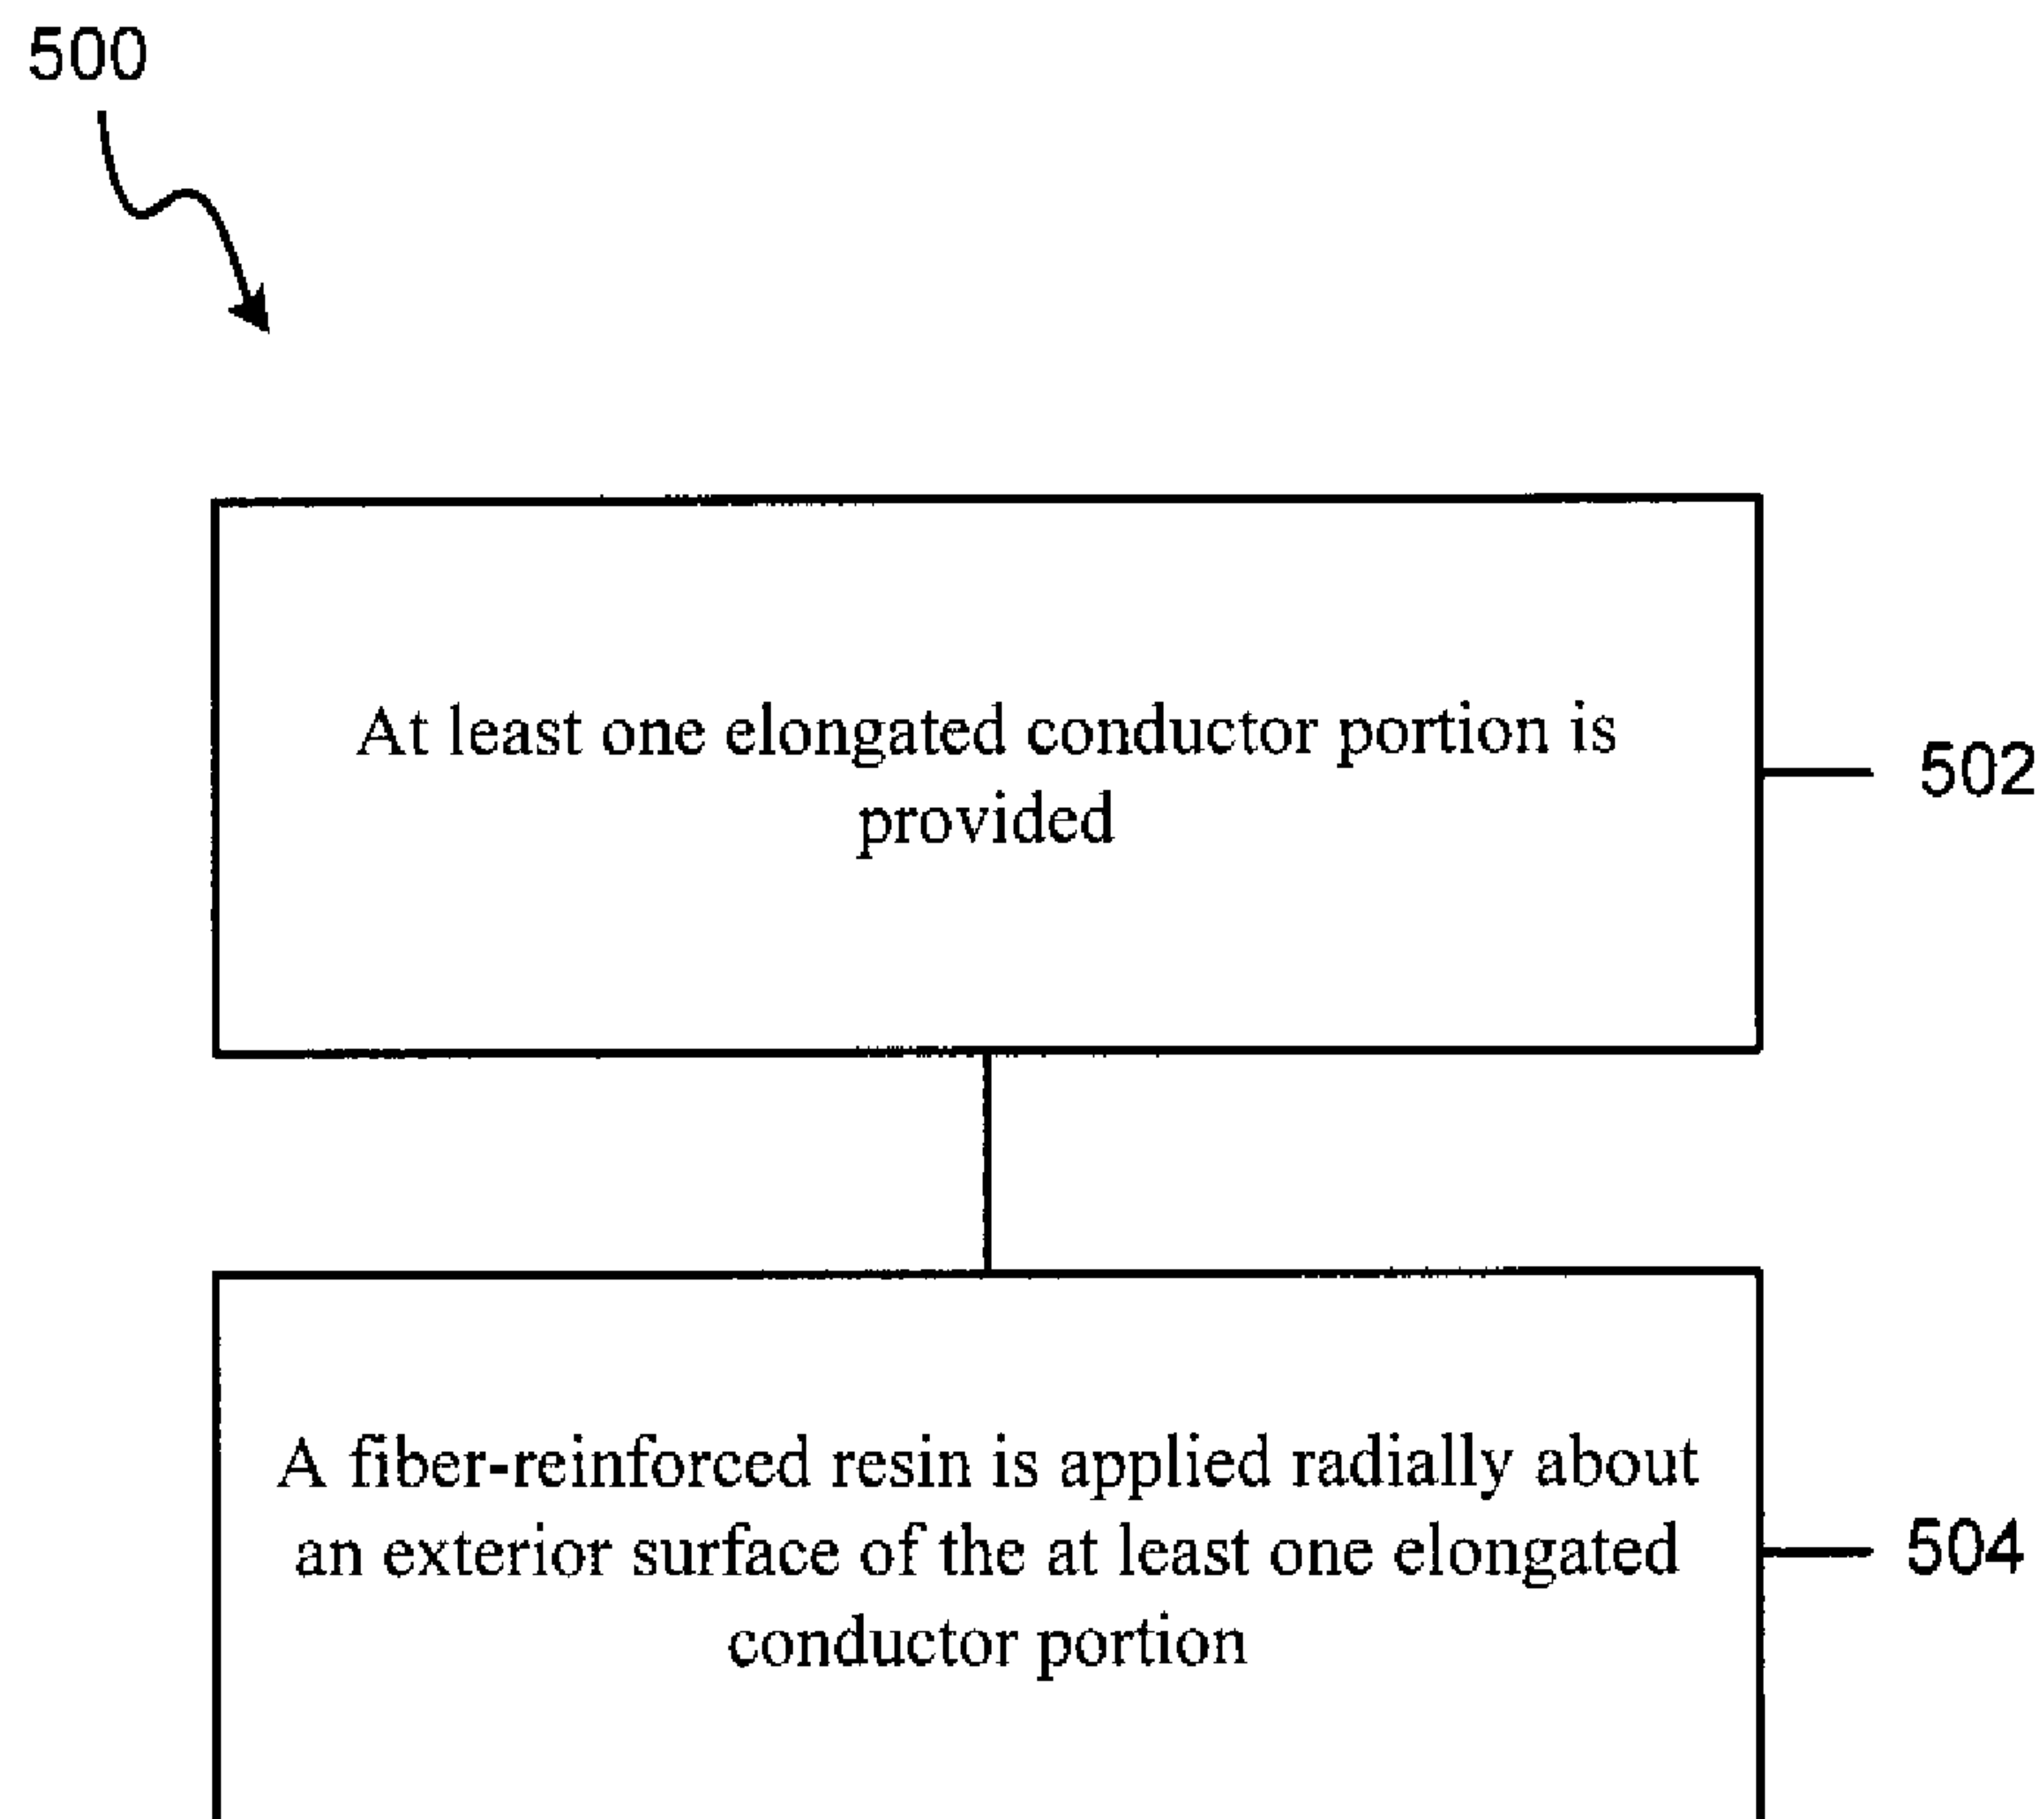 500
At least one elongated conductor portion is
provided
502
A fiber-reinforced resin is applied radially about
an exterior surface of the at least one elongated
conductor portion
504